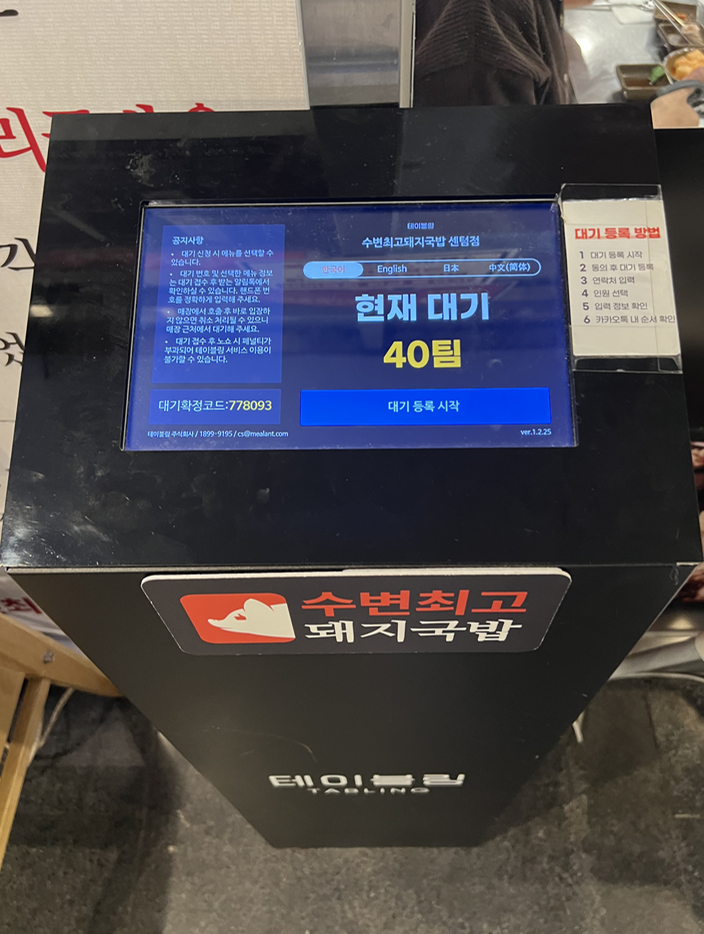 공지사항
• 대기 신청 시 메뉴를 선택할 수
있습니다.
• 대기 번호 및 선택한 메뉴 정보
는 대기 접수 후 받는 알림톡에서
확인하실 수 있습니다. 핸드폰 번
호를 정확하게 입력해 주세요.
• 매장에서 호출 후 바로 입장하
지 않으면 취소 처리될 수 있으니
매장 근처에서 대기해 주세요.
• 대기 접수 후 노쇼 시 페널티가
부과되어 테이블링 서비스 이용이
불가할 수 있습니다.
대기확정코드:778093
테이블링 주식회사 / 1899-9195 / cs@mealant.com
테이블링
수변최고돼지국밥 센텀점
한국어 English 日本 中文(简体)
현재 대기
40팀
대기 등록 시작
ver.1.2.25
대기 등록 방법
1 대기 등록 시작
2 동의 후 대기 등록
3 연락처 입력
4 인원 선택
5 입력 정보 확인
6 카카오톡 내 순서 확인
수변최고
돼지국밥
테이블링
TABLING